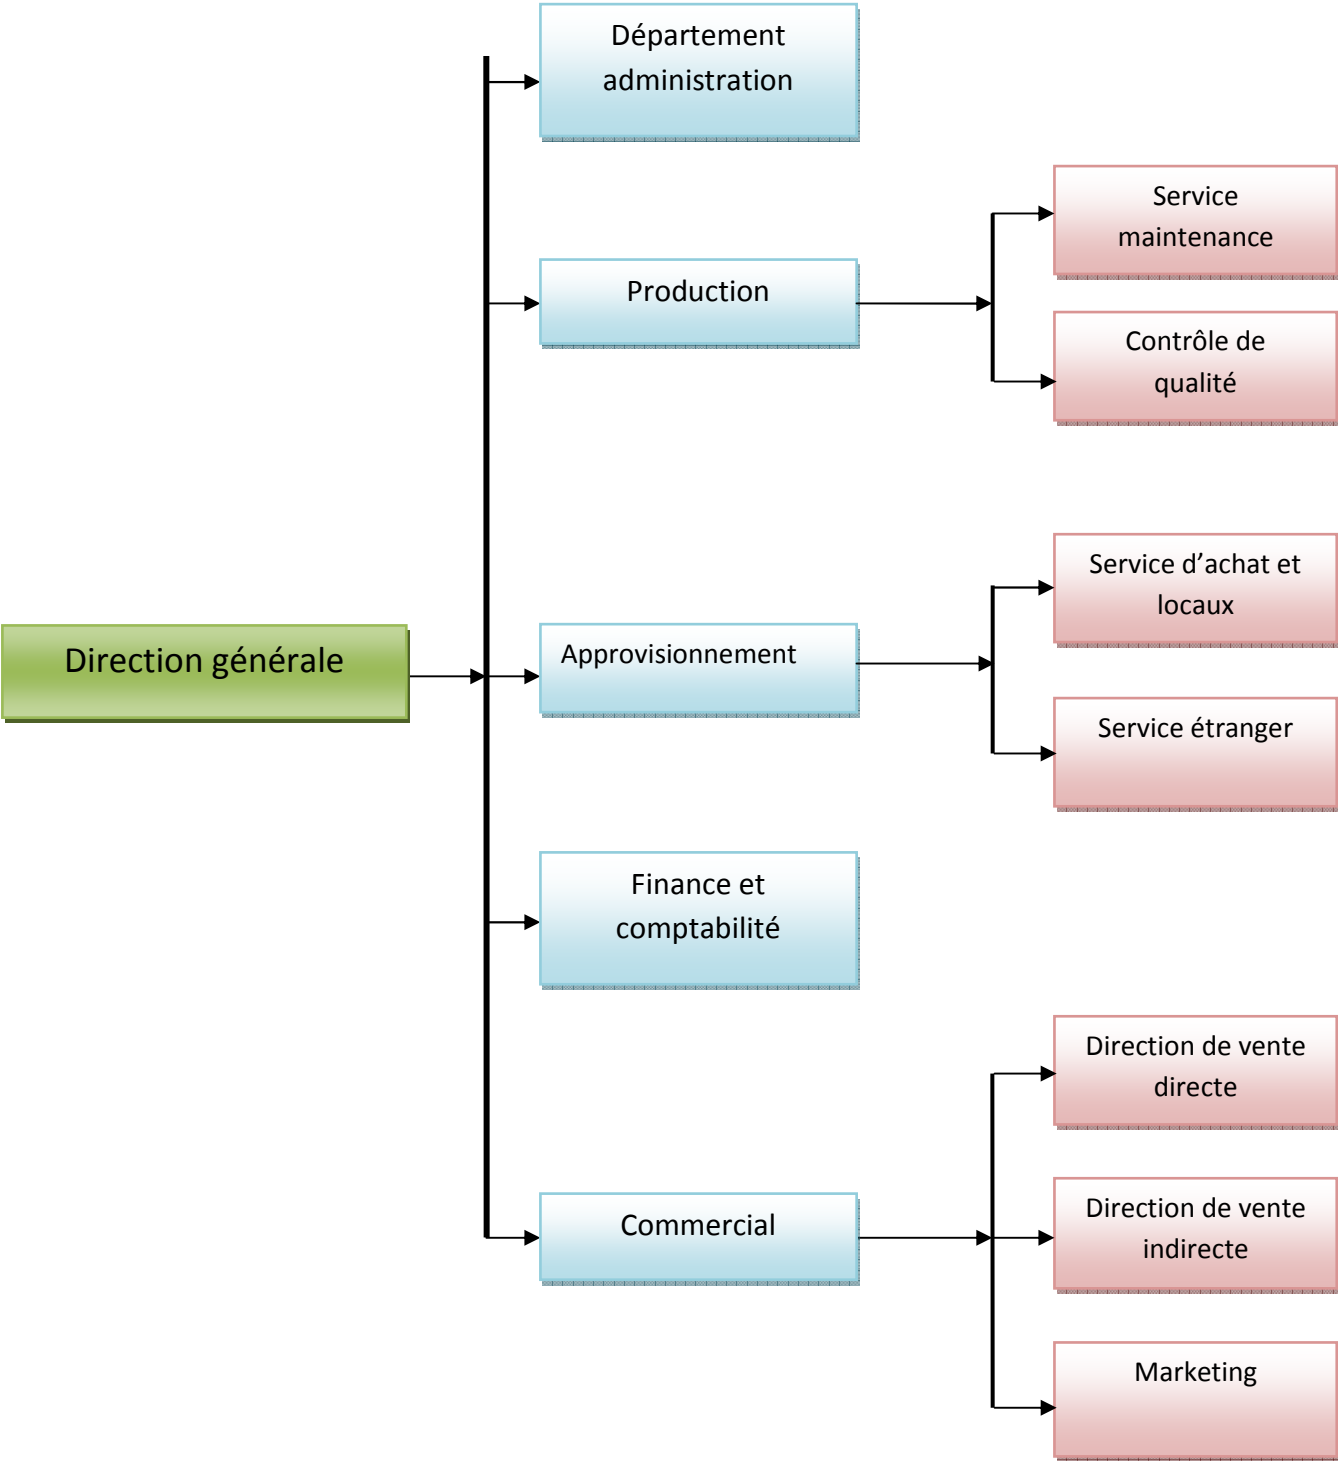 Département
administration
Service
maintenance
Production
Contrôle de
qualité
Service d’achat et
locaux
Direction générale
Approvisionnement
Service étranger
Finance et
comptabilité
Direction de vente
directe
Commercial
Direction de vente
indirecte
Marketing